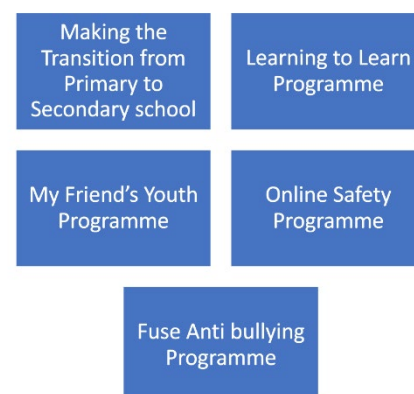 Making the
Transition from
Primary to
Secondary school
Learning to Learn
Programme
My Friend's Youth
Programme
Online Safety
Programme
Fuse Anti bullying
Programme